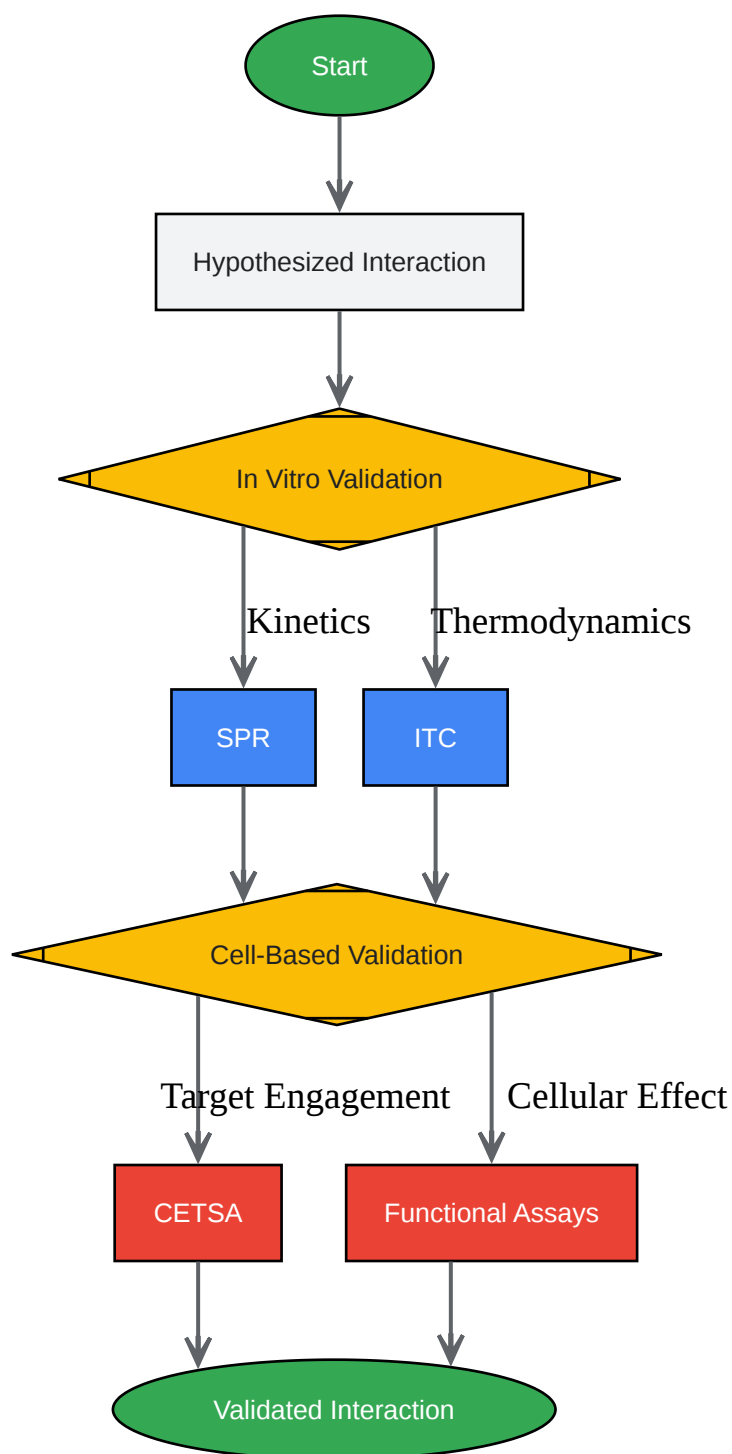 Start
Hypothesized Interaction
In Vitro Validation
Kinetics
Thermodynamics
SPR
ITC
Cell-Based Validation
Target Engagement
Cellular Effect
CETSA
Functional Assays
Validated Interaction